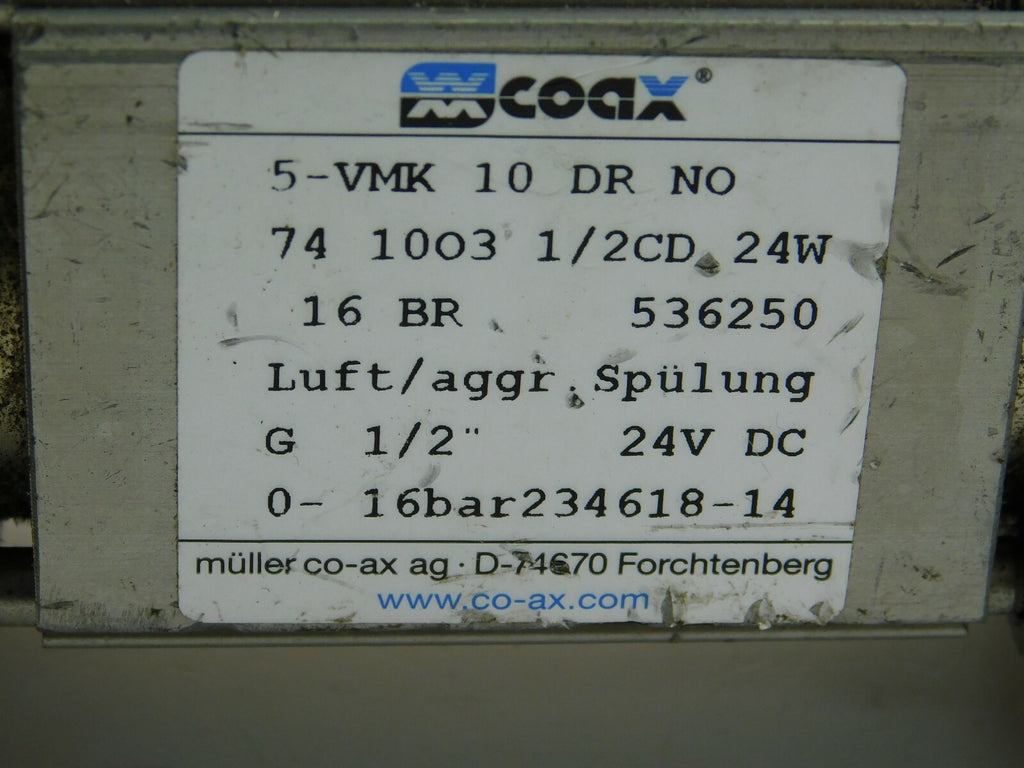 coax®
5-VMK 10 DR NO
74 1003 1/2CD 24W
16 BR 536250
Luft/aggr.Spülung
G 1/2" 24V DC
0- 16bar234618-14
müller co-ax ag · D-74670 Forchtenberg
www.co-ax.com